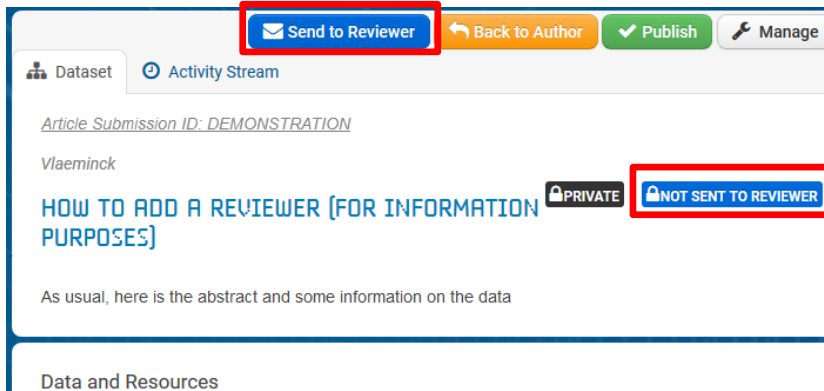 Send to Reviewer Back to Author Publish Manage
Dataset Activity Stream
Article Submission ID: DEMONSTRATION
Vlaeminck
HOW TO ADD A REVIEWER (FOR INFORMATION PURPOSES) PRIVATE NOT SENT TO REVIEWER
As usual, here is the abstract and some information on the data
Data and Resources